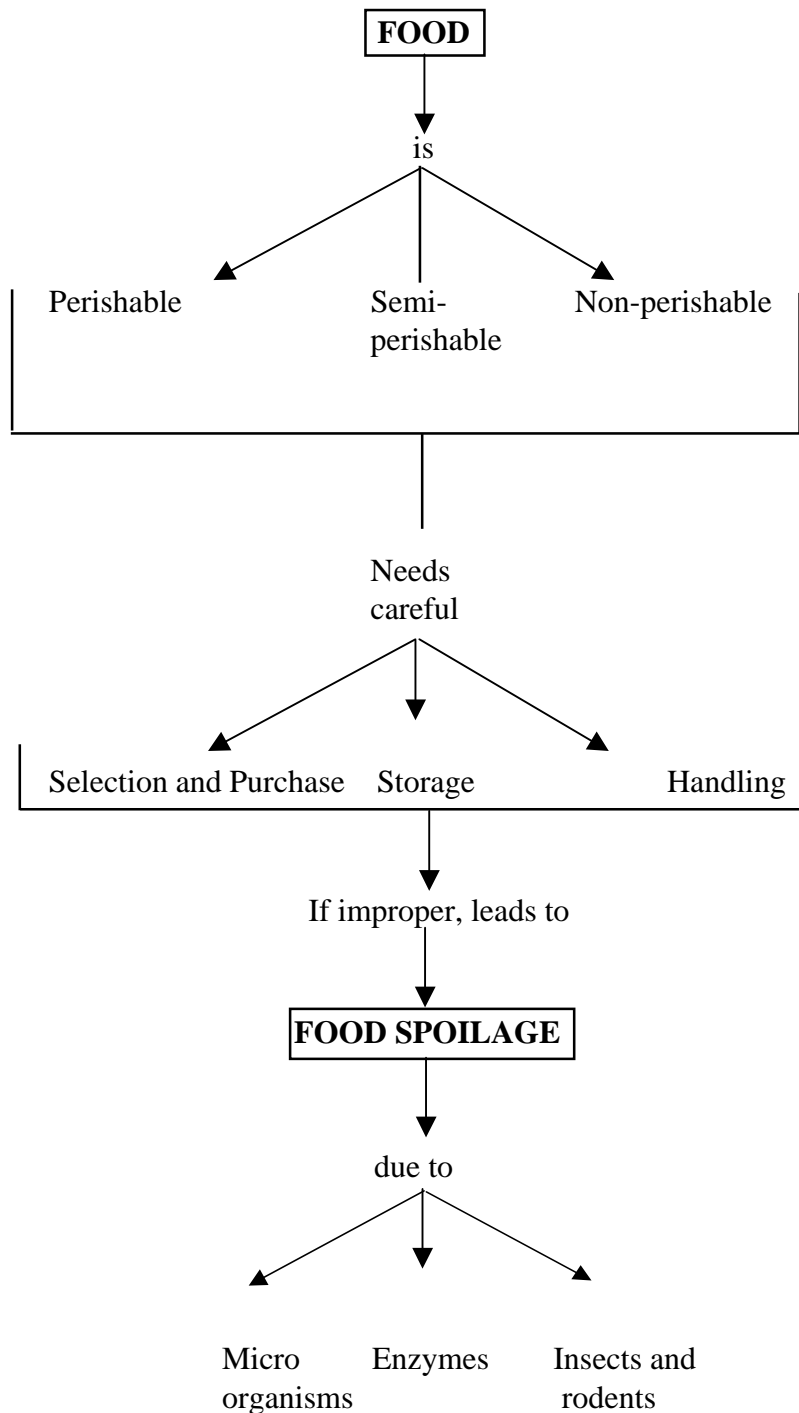 FOOD
is
Perishable Semi- Non-perishable
perishable
Needs
careful
Selection and Purchase Storage Handling
If improper, leads to
FOOD SPOILAGE
due to
Micro Enzymes Insects and
organisms rodents